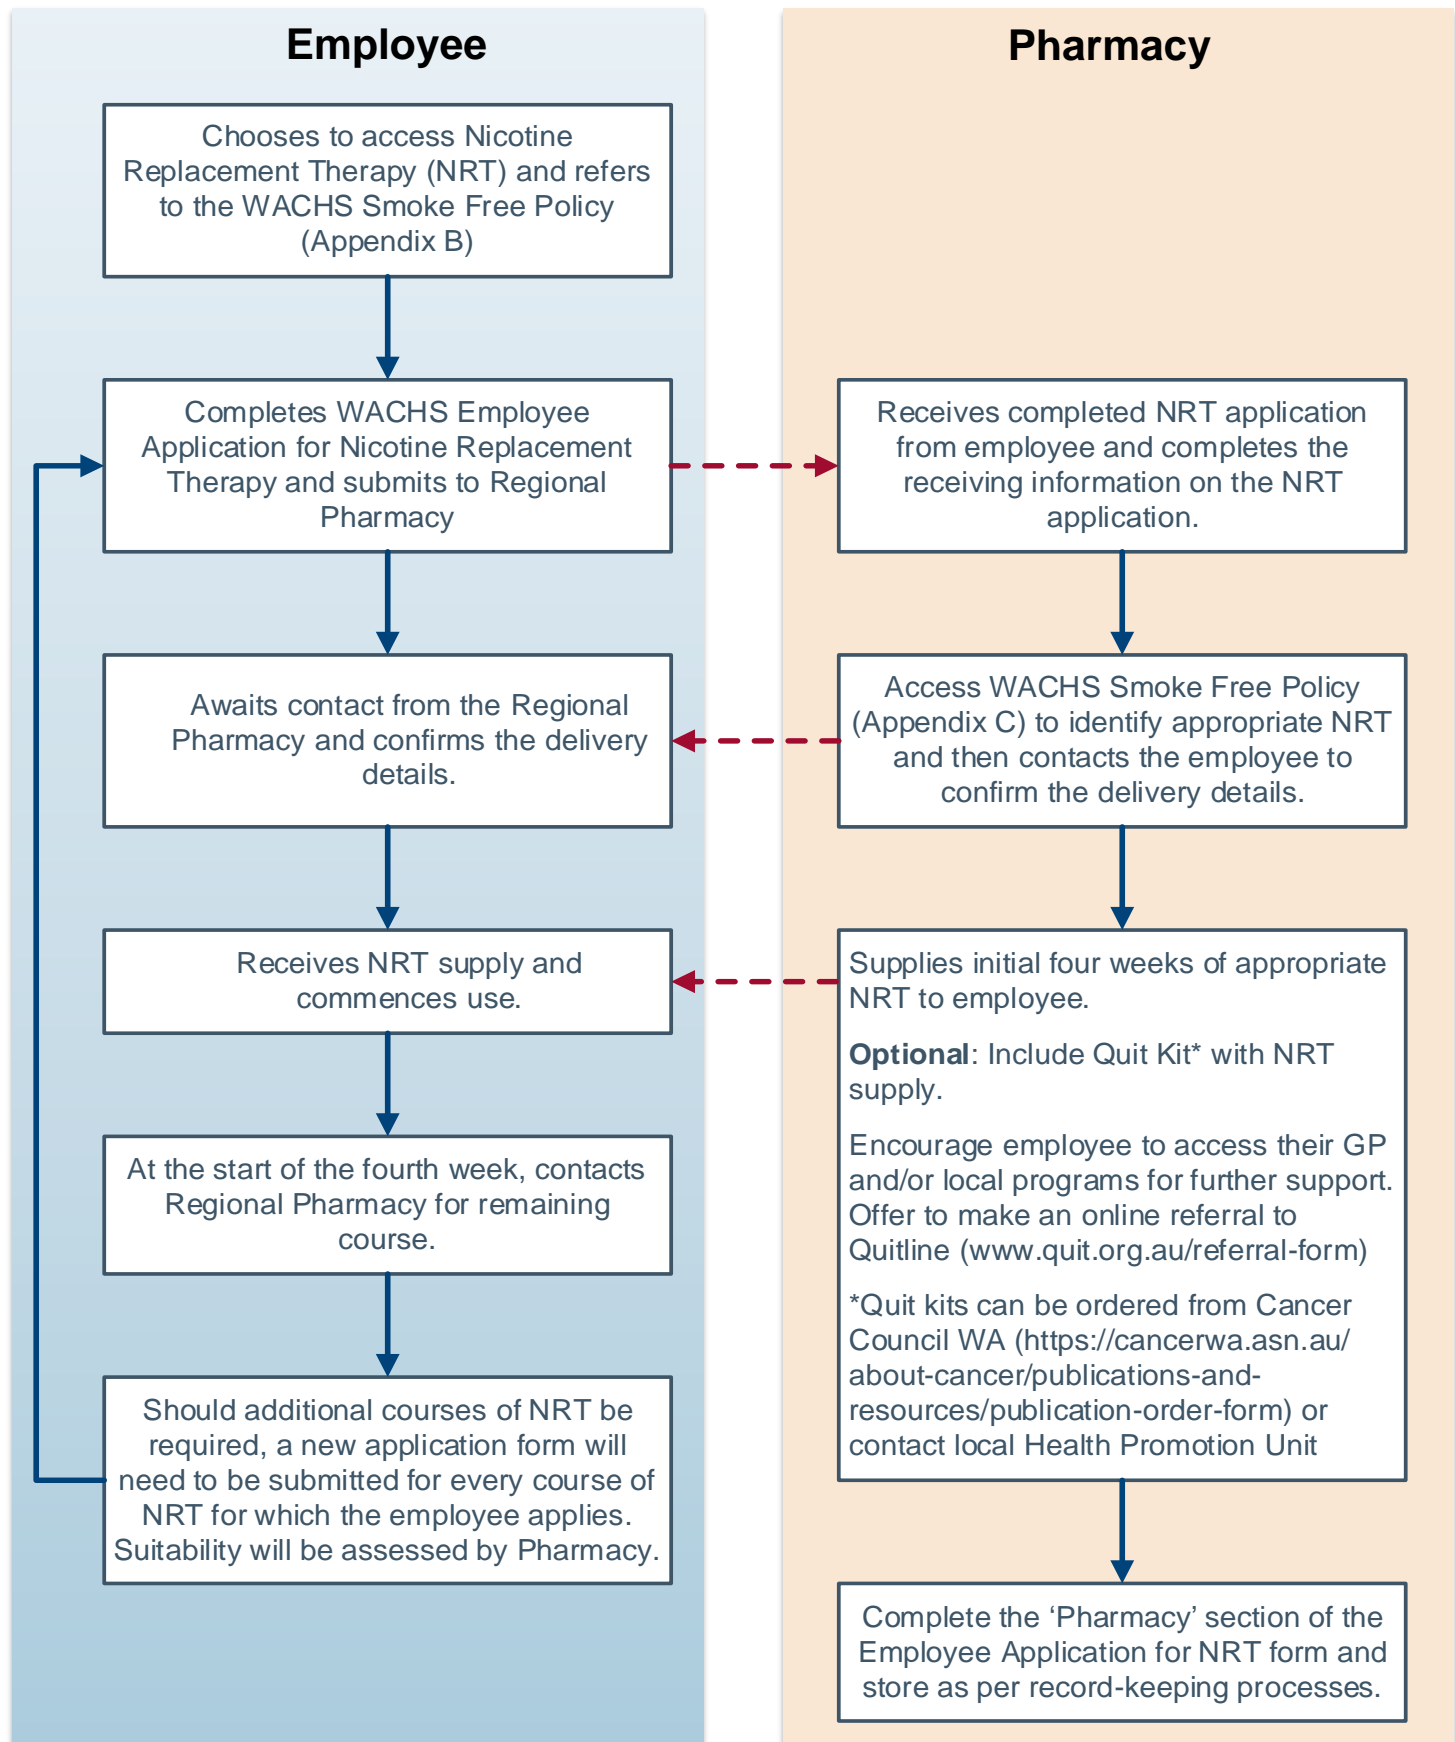 Employee
Chooses to access Nicotine
Replacement Therapy (NRT) and refers
to the WACHS Smoke Free Policy
(Appendix B)
Completes WACHS Employee
Application for Nicotine Replacement
Therapy and submits to Regional
Pharmacy
Awaits contact from the Regional
Pharmacy and confirms the delivery
details.
Receives NRT supply and
commences use.
At the start of the fourth week, contacts
Regional Pharmacy for remaining
course.
Should additional courses of NRT be
required, a new application form will
need to be submitted for every course of
NRT for which the employee applies.
Suitability will be assessed by Pharmacy.
Pharmacy
Receives completed NRT application
from employee and completes the
receiving information on the NRT
application.
Access WACHS Smoke Free Policy
(Appendix C) to identify appropriate NRT
and then contacts the employee to
confirm the delivery details.
Supplies initial four weeks of appropriate
NRT to employee.
Optional: Include Quit Kit* with NRT
supply.
Encourage employee to access their GP
and/or local programs for further support.
Offer to make an online referral to
Quitline (www.quit.org.au/referral-form)
*Quit kits can be ordered from Cancer
Council WA (https://cancerwa.asn.au/
about-cancer/publications-and-
resources/publication-order-form) or
contact local Health Promotion Unit
Complete the ‘Pharmacy’ section of the
Employee Application for NRT form and
store as per record-keeping processes.